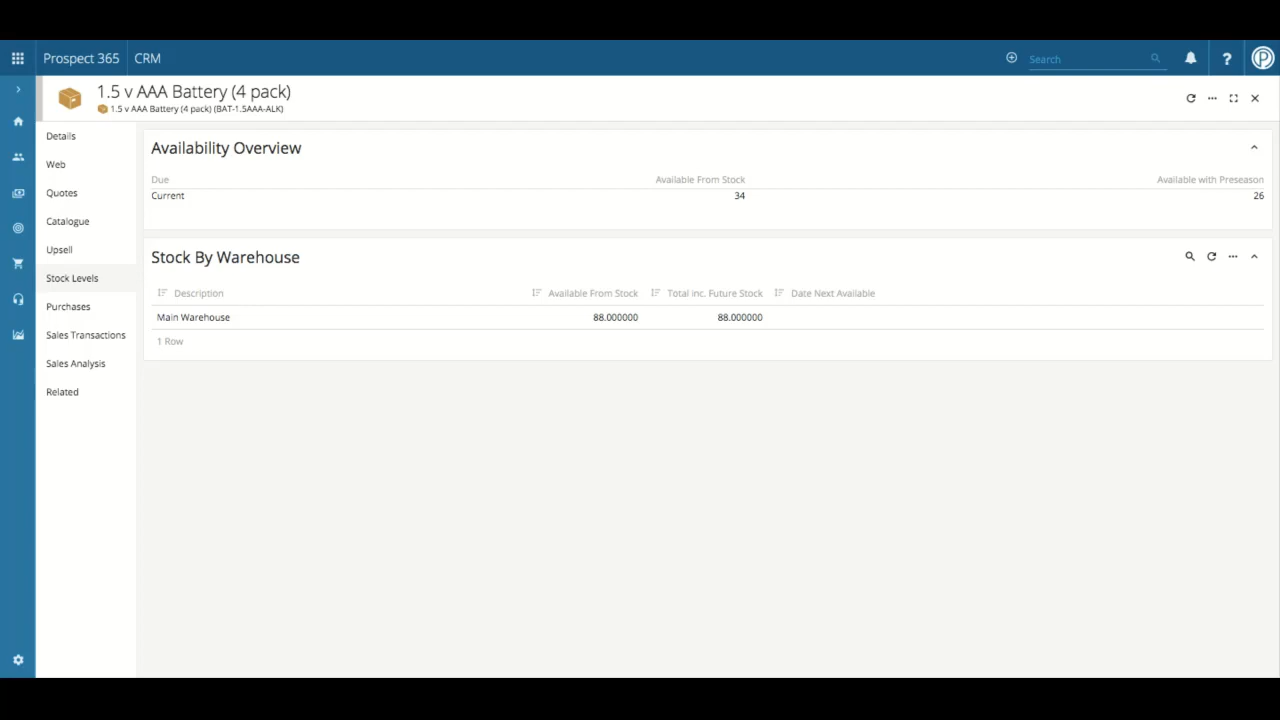 Prospect 365 CRM Search ?
1.5 v AAA Battery (4 pack)
1.5 v AAA Battery (4 pack) (BAT-1.5AAA-ALK)
Details
Web
Quotes
Catalogue
Upsell
Stock Levels
Purchases
Sales Transactions
Sales Analysis
Related
Availability Overview
Due Available From Stock Available with Preseason
Current 34 26
Stock By Warehouse
Description Available From Stock Total inc. Future Stock Date Next Available
Main Warehouse 88.000000 88.000000
1 Row